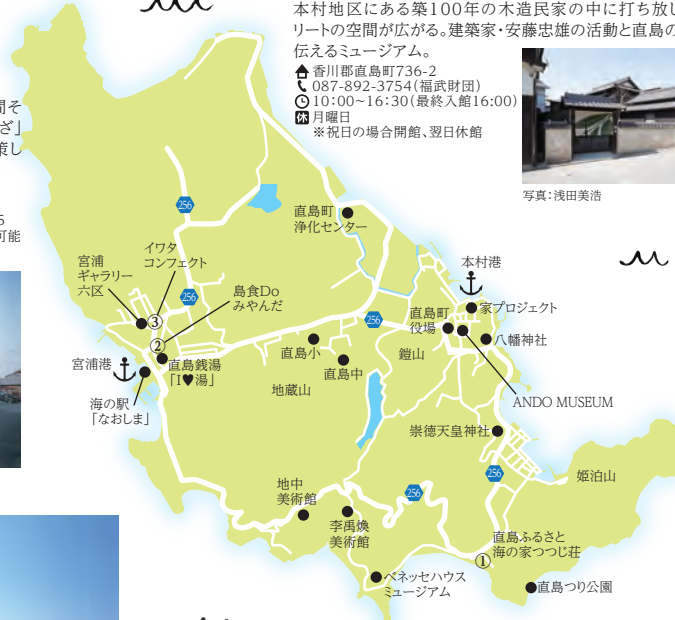 本村地区にある築100年の木造民家の中に打ち放し
リートの空間が広がる。建築家・安藤忠雄の活動と直島の
伝えるミュージアム。
香川郡直島町736-2
087-892-3754(福武財団)
10:00~16:30(最終入館16:00)
休 月曜日
※祝日の場合開館、翌日休館
写真:浅田美浩
間そ
ざ」
策し
5
可能
256
直島町
浄化センター
イワタ
コンフェクト
宮浦
ギャラリー
六区
③
256
島食Do
みやんだ
②
宮浦港
直島銭湯
「I♥湯」
海の駅
「なおしま」
直島小
直島中
地蔵山
256
本村港
直島町
役場
家プロジェクト
八幡神社
鎧山
ANDO MUSEUM
崇徳天皇神社
256
姫泊山
地中
美術館
李禹煥
美術館
256
直島ふるさと
海の家つつじ荘
①
ベネッセハウス
ミュージアム
直島つり公園